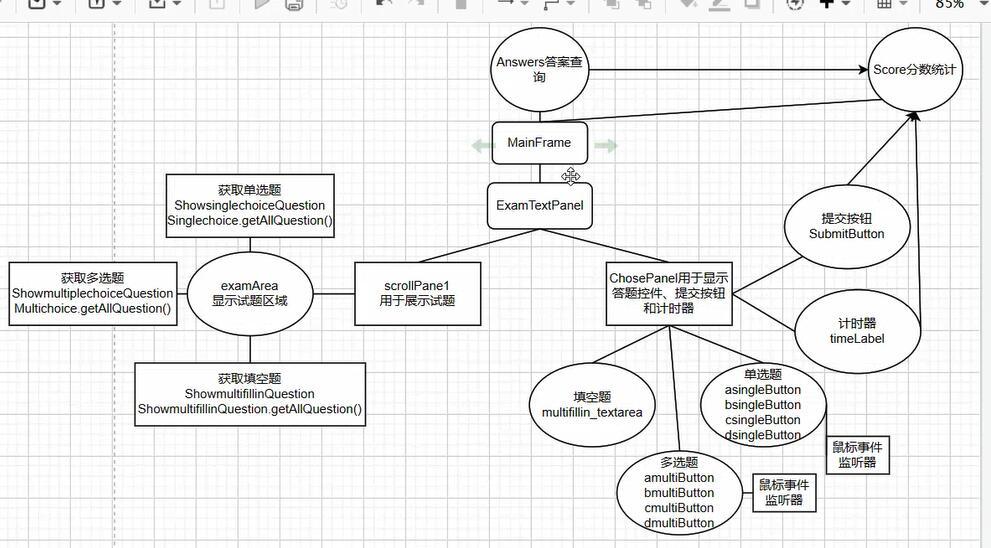 85%
Answers答案查
询
Score分数统计
MainFrame
获取单选题
ShowsinglechoiceQuestion
Singlechoice.getAllQuestion()
ExamTextPanel
提交按钮
SubmitButton
获取多选题
ShowmultiplechoiceQuestion
Multichoice.getAllQuestion()
examArea
显示试题区域
scrollPane1
用于展示试题
ChosePanel用于显示
答题控件、提交按钮
和计时器
计时器
timeLabel
获取填空题
ShowmultifillinQuestion
ShowmultifillinQuestion.getAllQuestion()
填空题
multifillin_textarea
单选题
asingleButton
bsingleButton
csingleButton
dsingleButton
鼠标事件
监听器
多选题
amultiButton
bmultiButton
cmultiButton
dmultiButton
鼠标事件
监听器